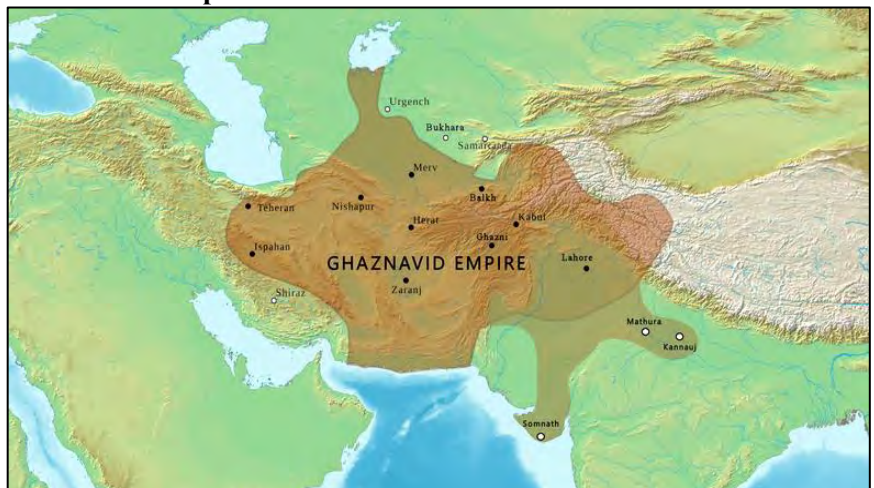 Urgench
Bukhara
Samarcanda
Merv
Balkh
Teheran
Nishapur
Herat
Kabul
Ghazni
Ispahan
GHAZNAVID EMPIRE
Lahore
Shiraz
Zaranj
Mathura
Kannauj
Somnath